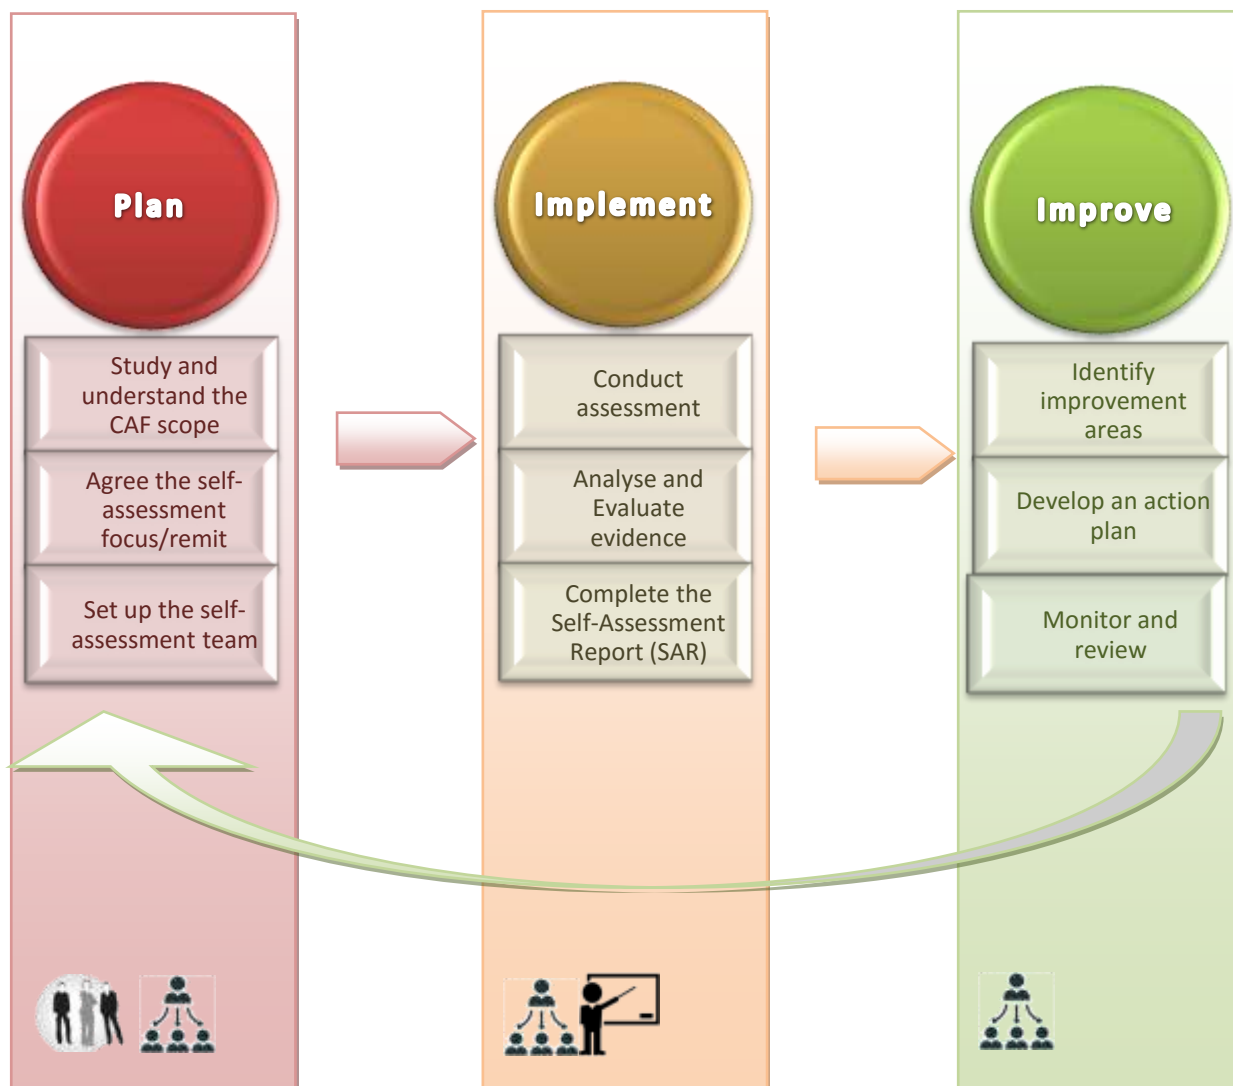 Plan
Study and
understand the
CAF scope
Agree the self-
assessment
focus/remit
Set up the self-
assessment team
Implement
Conduct
assessment
Analyse and
Evaluate
evidence
Complete the
Self-Assessment
Report (SAR)
Improve
Identify
improvement
areas
Develop an action
plan
Monitor and
review